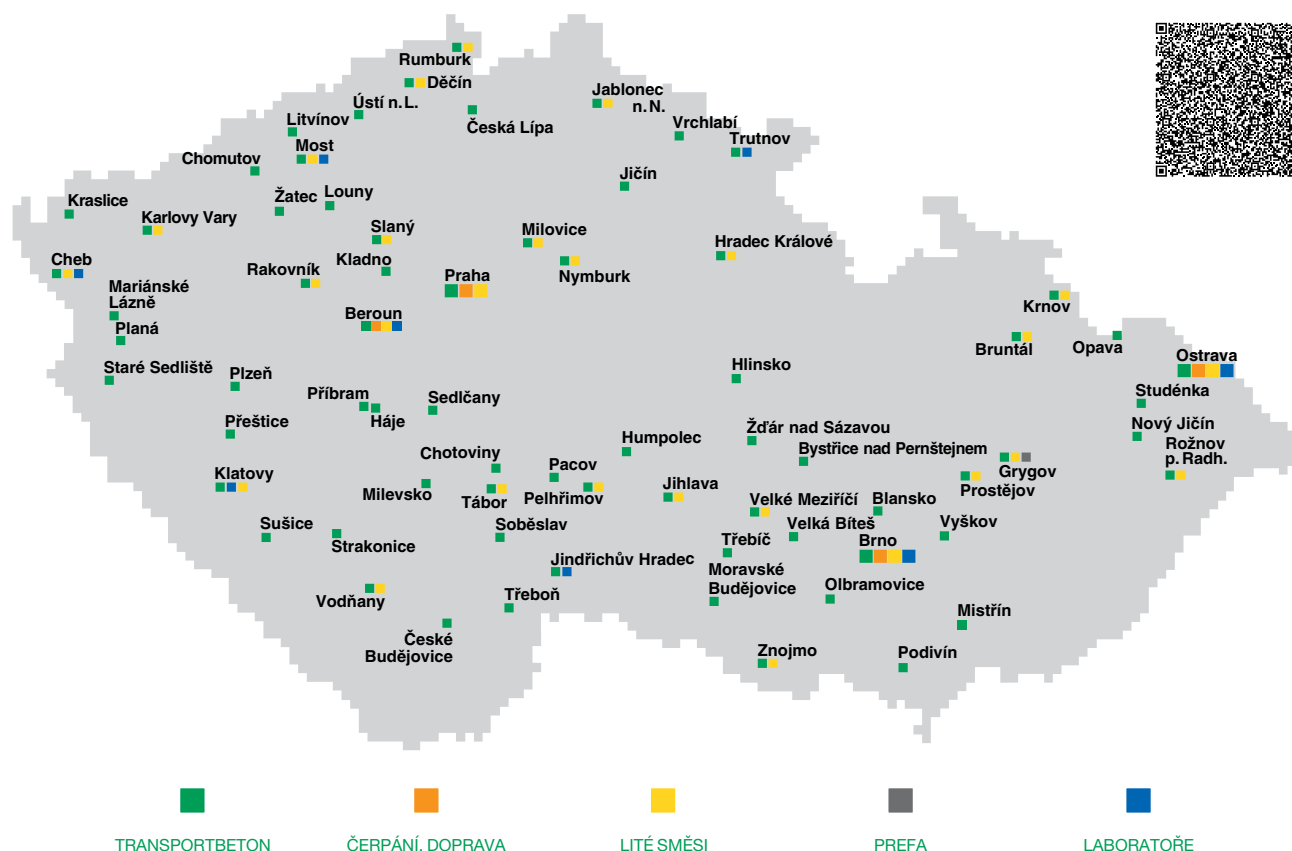 Rumburk
Děčín
Ústí n. L.
Litvínov
Most
Chomutov
Česká Lípa
Jablonec
n. N.
Vrchlabí
Trutnov
Jičín
Kraslice
Karlovy Vary
Žatec
Louny
Slaný
Kladno
Milovice
Nymburk
Hradec Králové
Cheb
Rakovník
Praha
Mariánské
Lázně
Planá
Beroun
Krnov
Bruntál
Opava
Ostrava
Staré Sedliště
Plzeň
Hlinsko
Studénka
Příbram
Háje
Sedlčany
Přeštice
Nový Jičín
Rožnov
p. Radh.
Žďár nad Sázavou
Humpolec
Bystřice nad Pernštejnem
Chotoviny
Pacov
Grygov
Klatovy
Milevsko
Tábor
Pelhřimov
Jihlava
Prostějov
Velké Meziříčí
Blansko
Sušice
Strakonice
Soběslav
Velká Bíteš
Vyškov
Třebíč
Brno
Jindřichův Hradec
Moravské
Budějovice
Olbramovice
Vodňany
Třeboň
Mistřín
České
Budějovice
Znojmo
Podivín
TRANSPORTBETON
ČERPÁNÍ, DOPRAVA
LITÉ SMĚSI
PREFA
LABORATOŘE